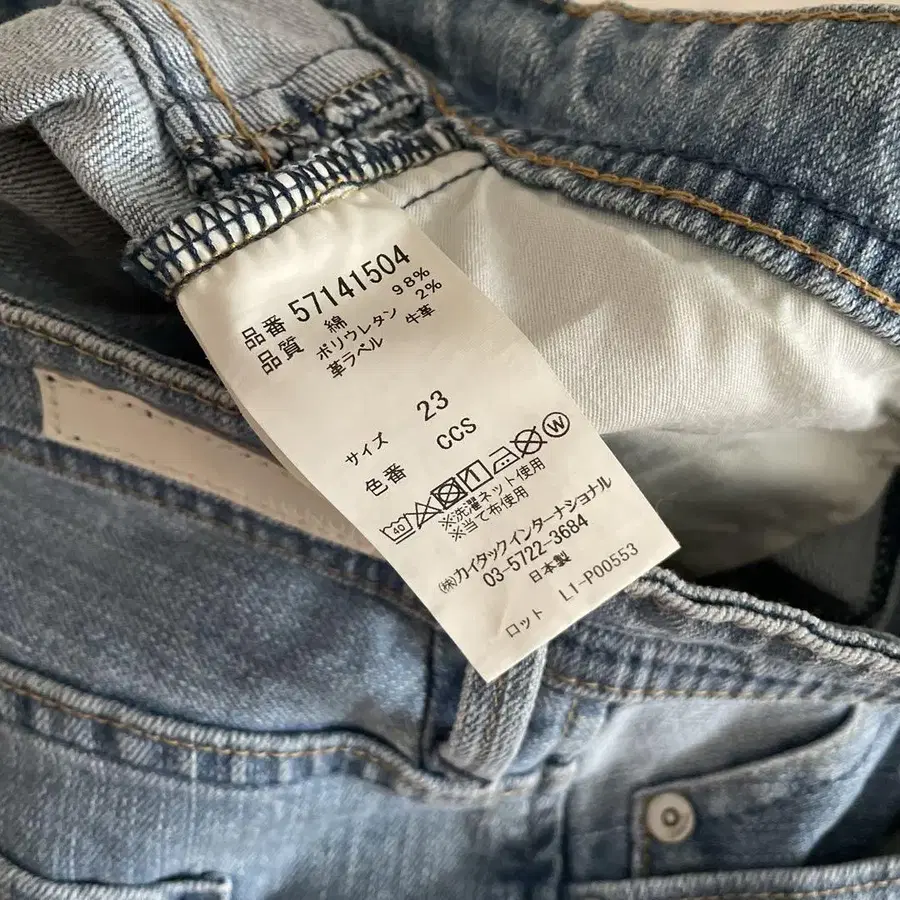 品番 57141504
品質 綿 98%
ポリウレタン 2%
革ラベル 牛革
サイズ 23
色番 CCS
40 W
※洗濯ネット使用
※当て布使用
㈱カイタックインターナショナル
03-5722-3684
日本製
ロット L1-P00553